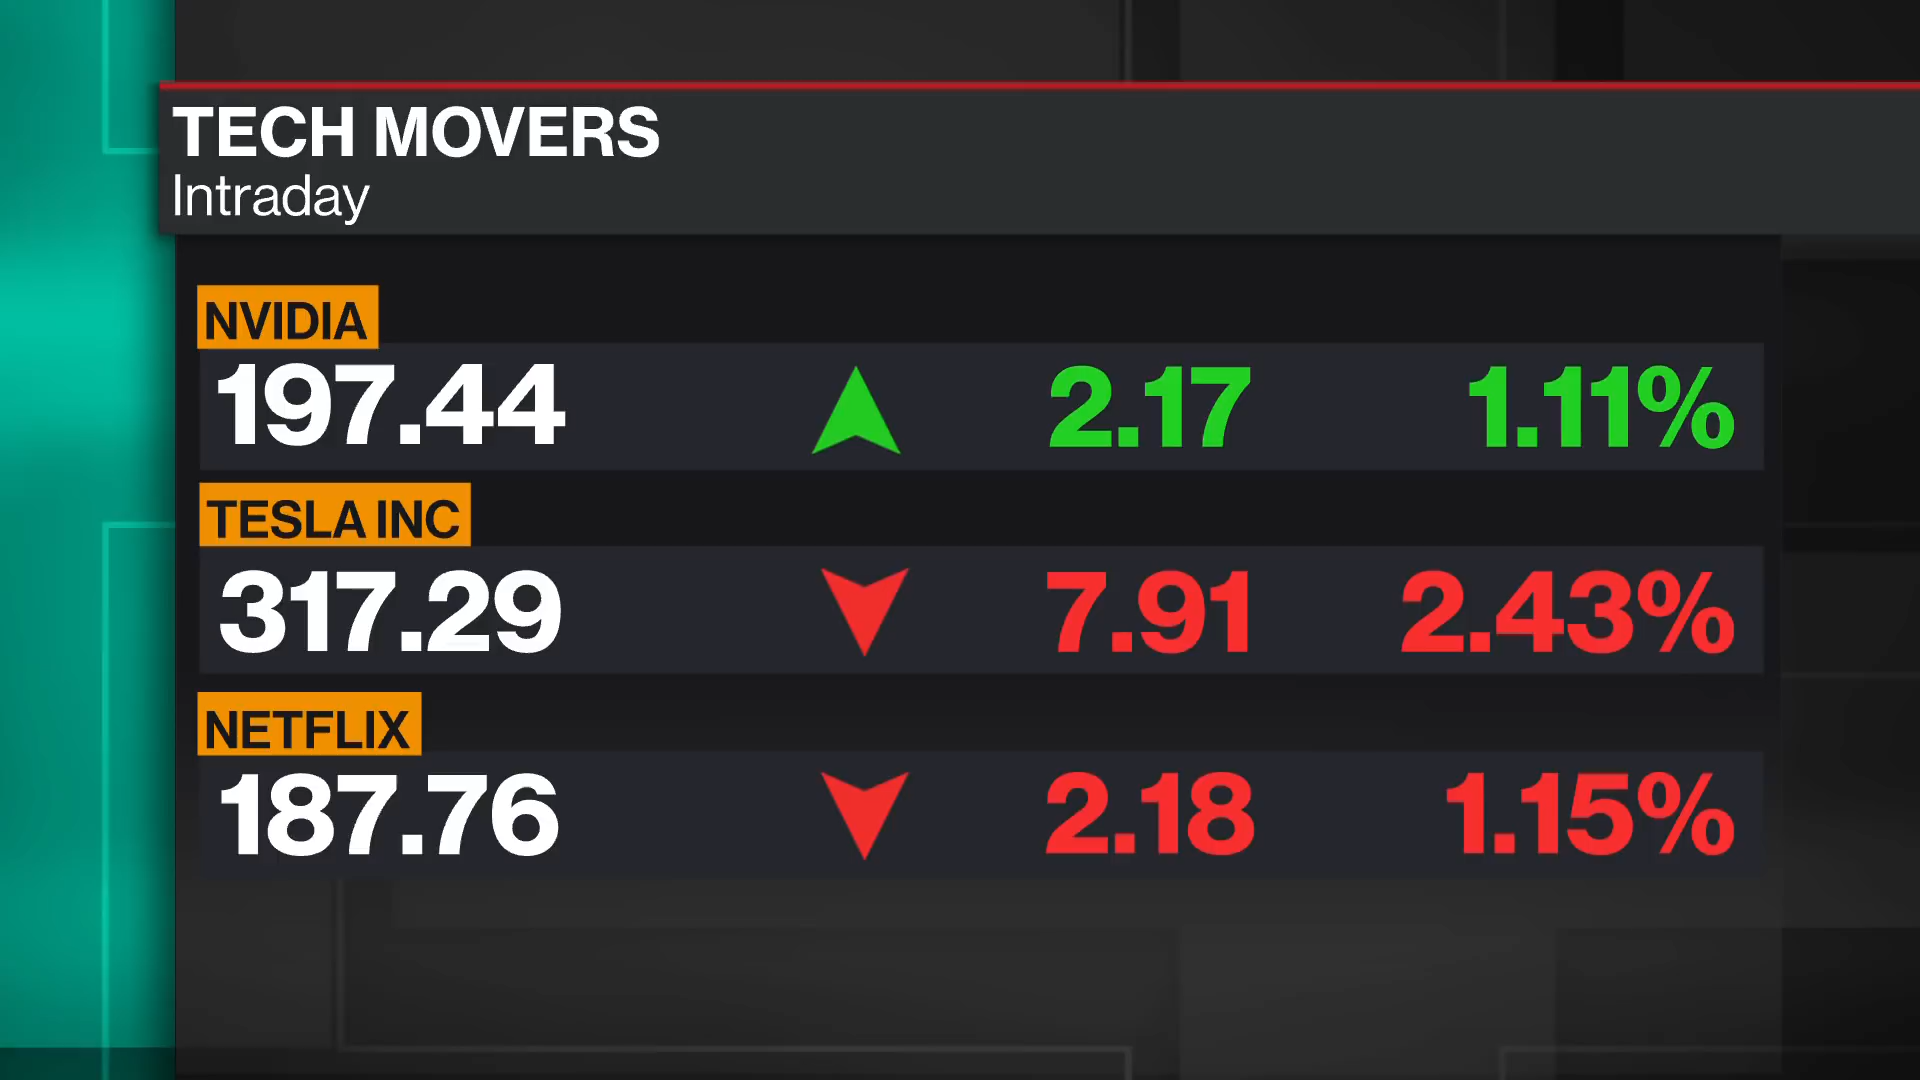 TECH MOVERS
Intraday
NVIDIA
197.44 2.17 1.11%
TESLA INC
317.29 7.91 2.43%
NETFLIX
187.76 2.18 1.15%